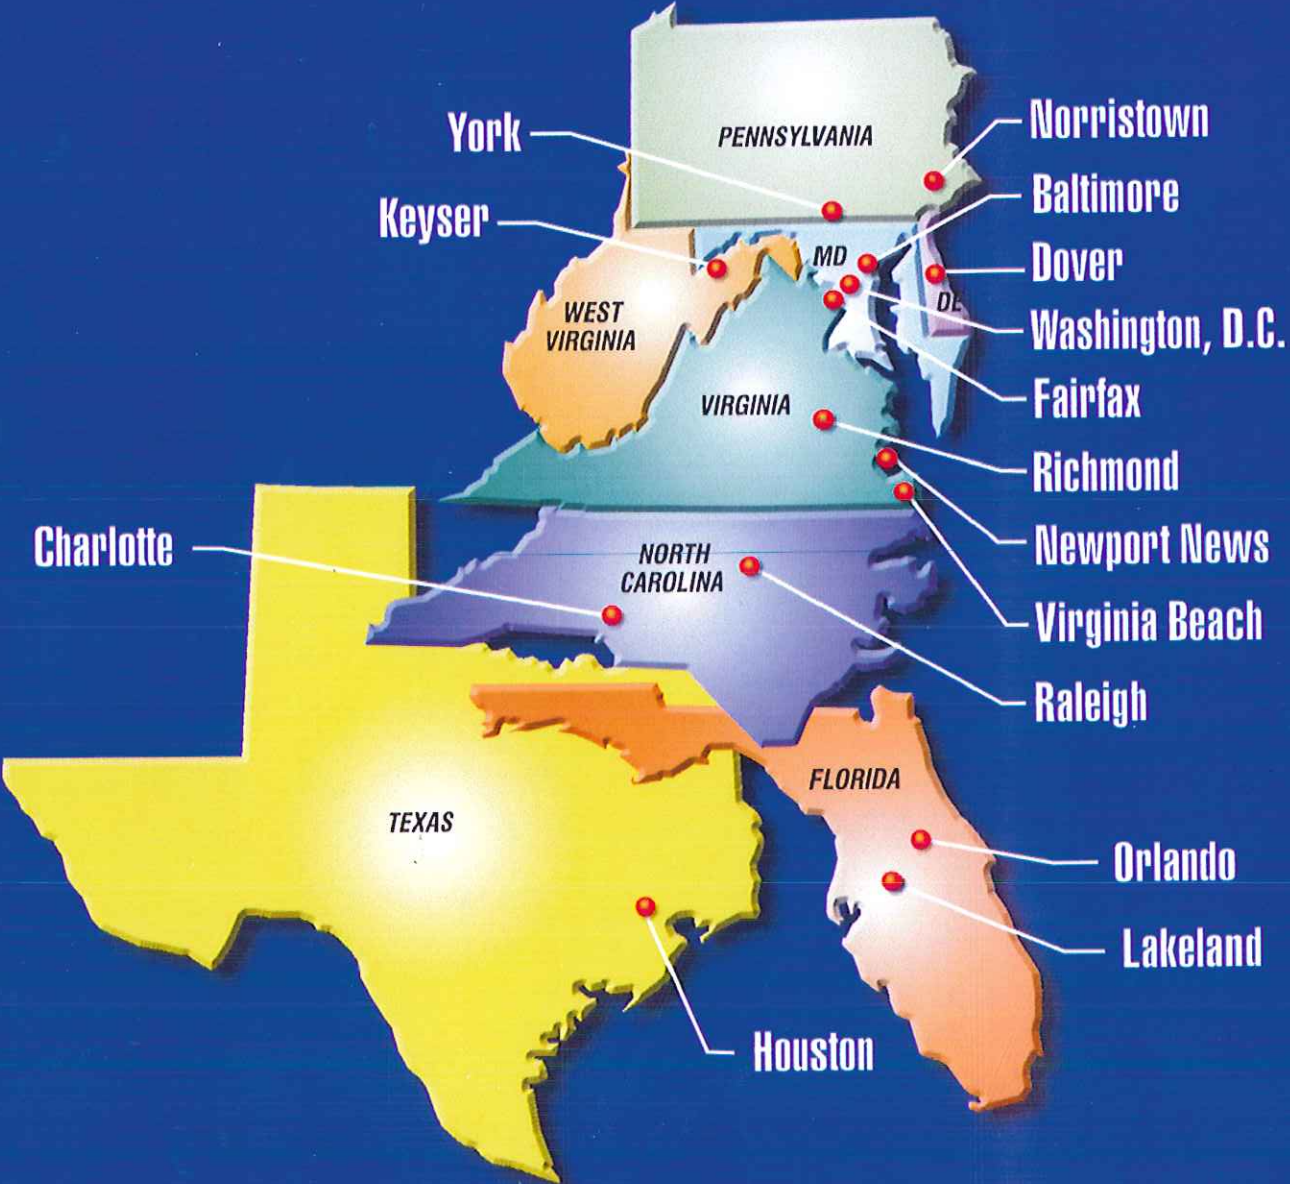 York
PENNSYLVANIA
Norristown
Keyser
Baltimore
MD
Dover
DE
WEST
VIRGINIA
Washington, D.C.
Fairfax
VIRGINIA
Richmond
Newport News
Virginia Beach
Charlotte
NORTH
CAROLINA
Raleigh
FLORIDA
TEXAS
Orlando
Lakeland
Houston